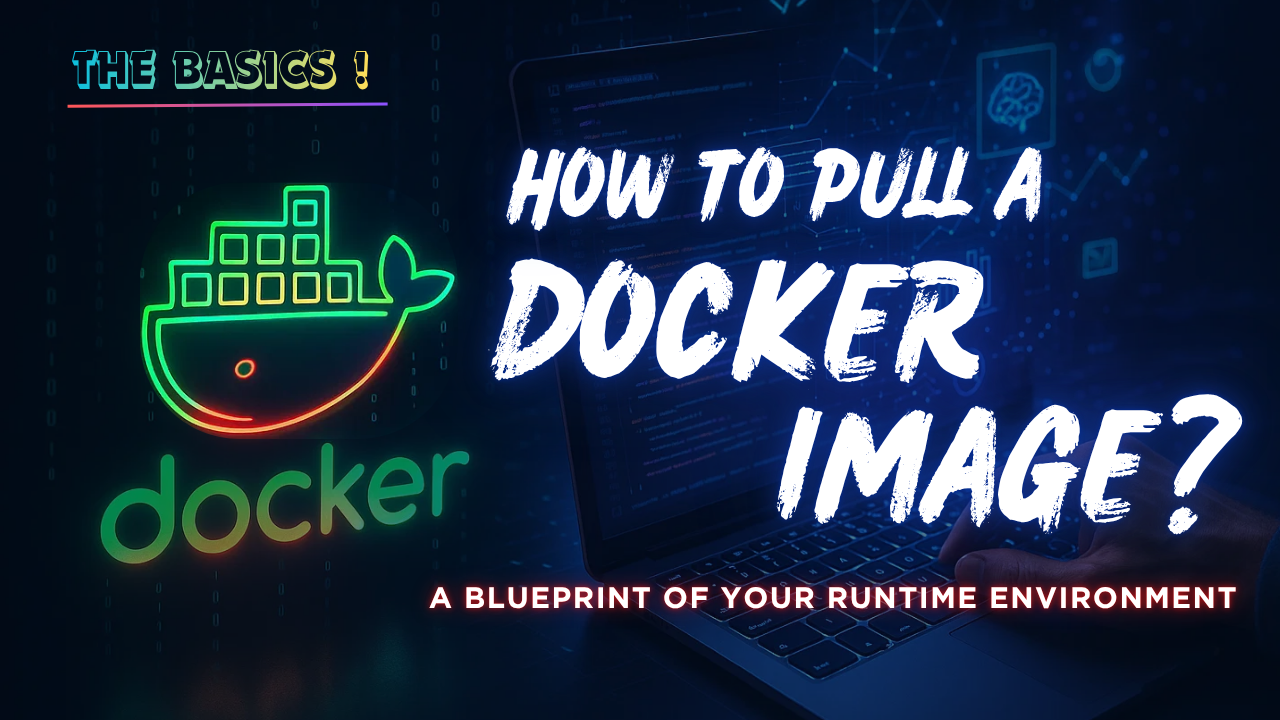 THE BASICS !
HOW TO PULL A
DOCKER
IMAGE?
docker
A BLUEPRINT OF YOUR RUNTIME ENVIRONMENT